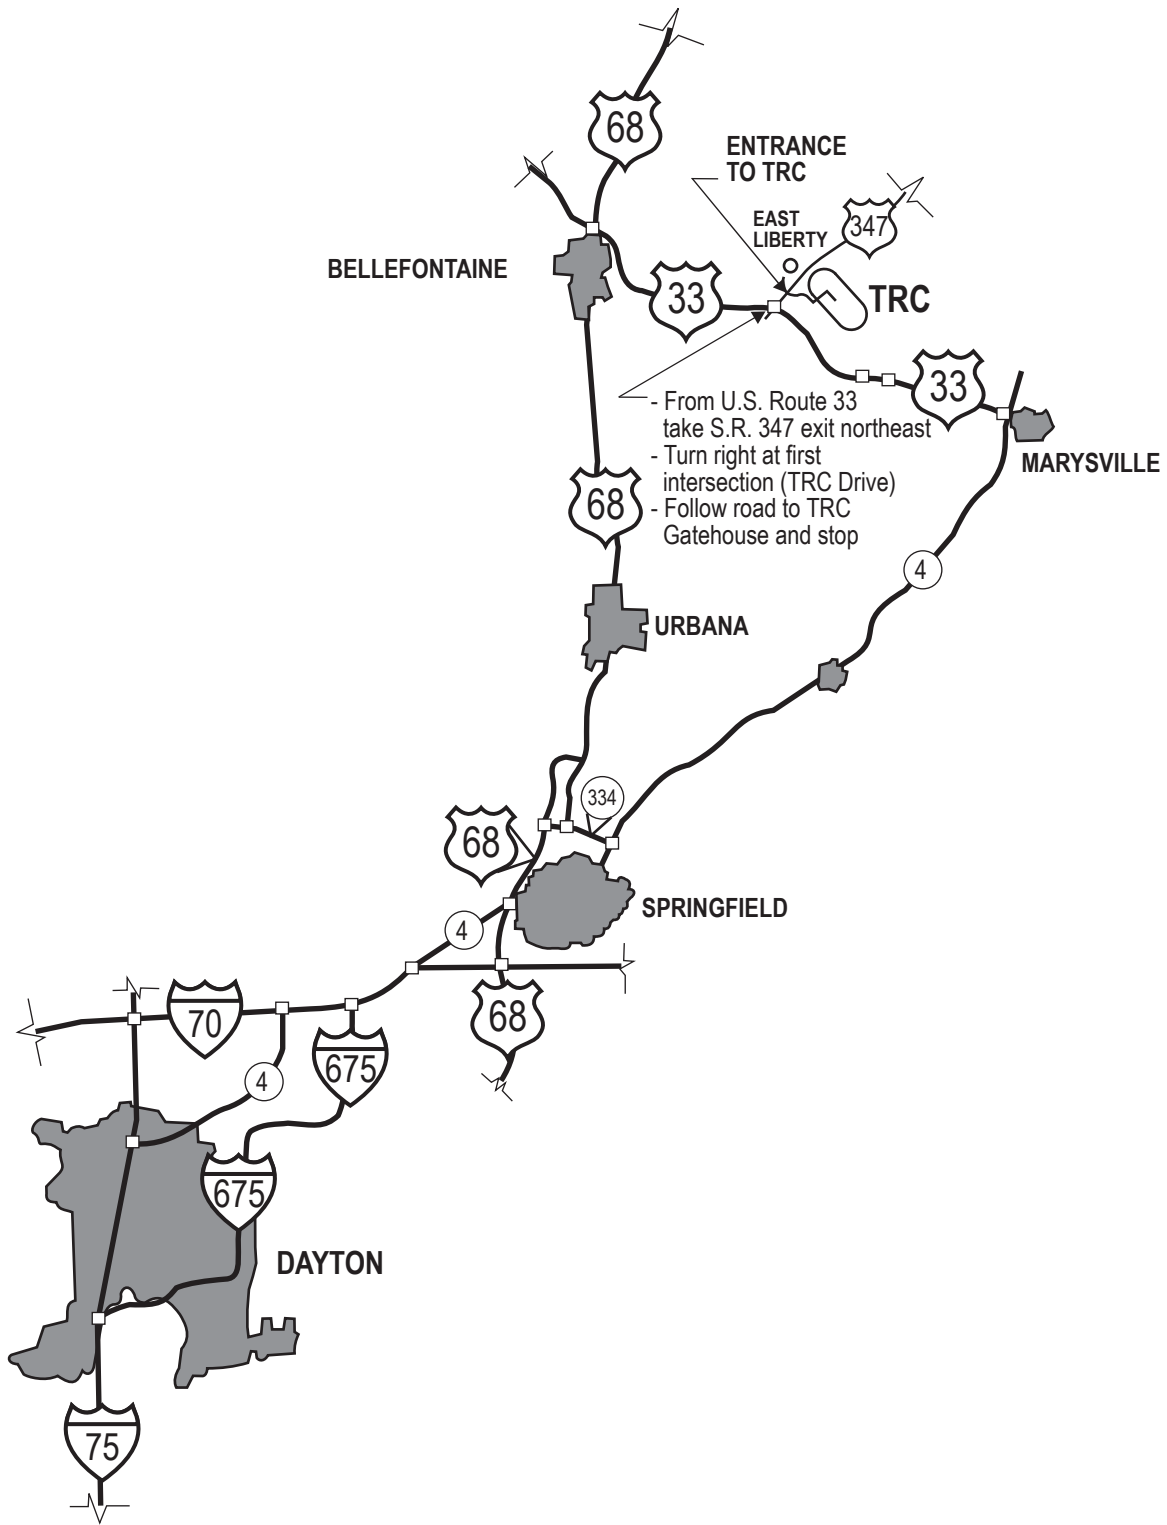 68
ENTRANCE
TO TRC
EAST
LIBERTY
347
BELLEFONTAINE
33
TRC
33
- From U.S. Route 33
take S.R. 347 exit northeast
- Turn right at first
intersection (TRC Drive)
- Follow road to TRC
Gatehouse and stop
MARYSVILLE
68
4
URBANA
334
68
SPRINGFIELD
4
70
68
675
4
675
DAYTON
75